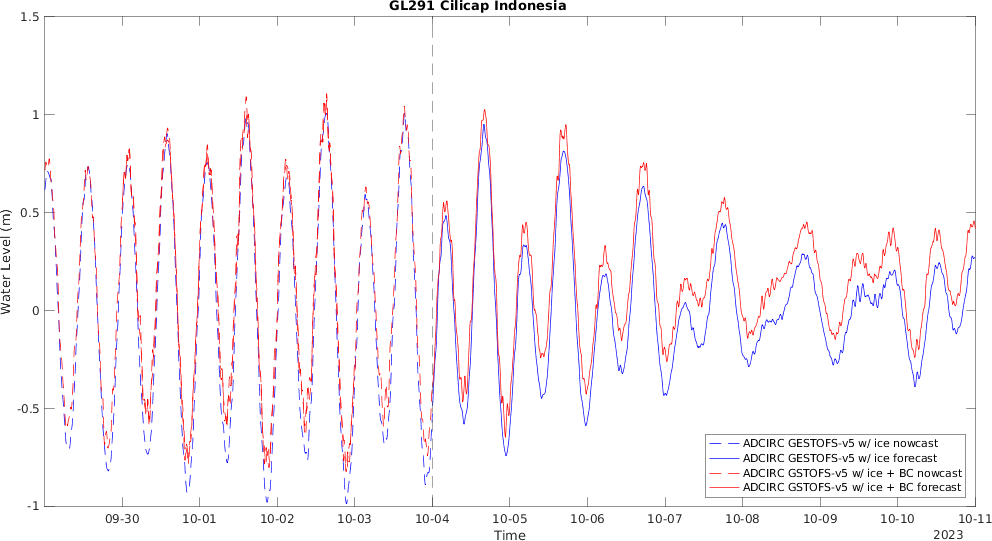 GL291 Cilicap Indonesia
1.5
1
0.5
0
-0.5
-1
Water Level (m)
ADCIRC GESTOFS-v5 w/ ice nowcast
ADCIRC GESTOFS-v5 w/ ice forecast
ADCIRC GSTOFS-v5 w/ ice + BC nowcast
ADCIRC GSTOFS-v5 w/ ice + BC forecast
09-30 10-01 10-02 10-03 10-04 10-05 10-06 10-07 10-08 10-09 10-10 10-11
Time
2023